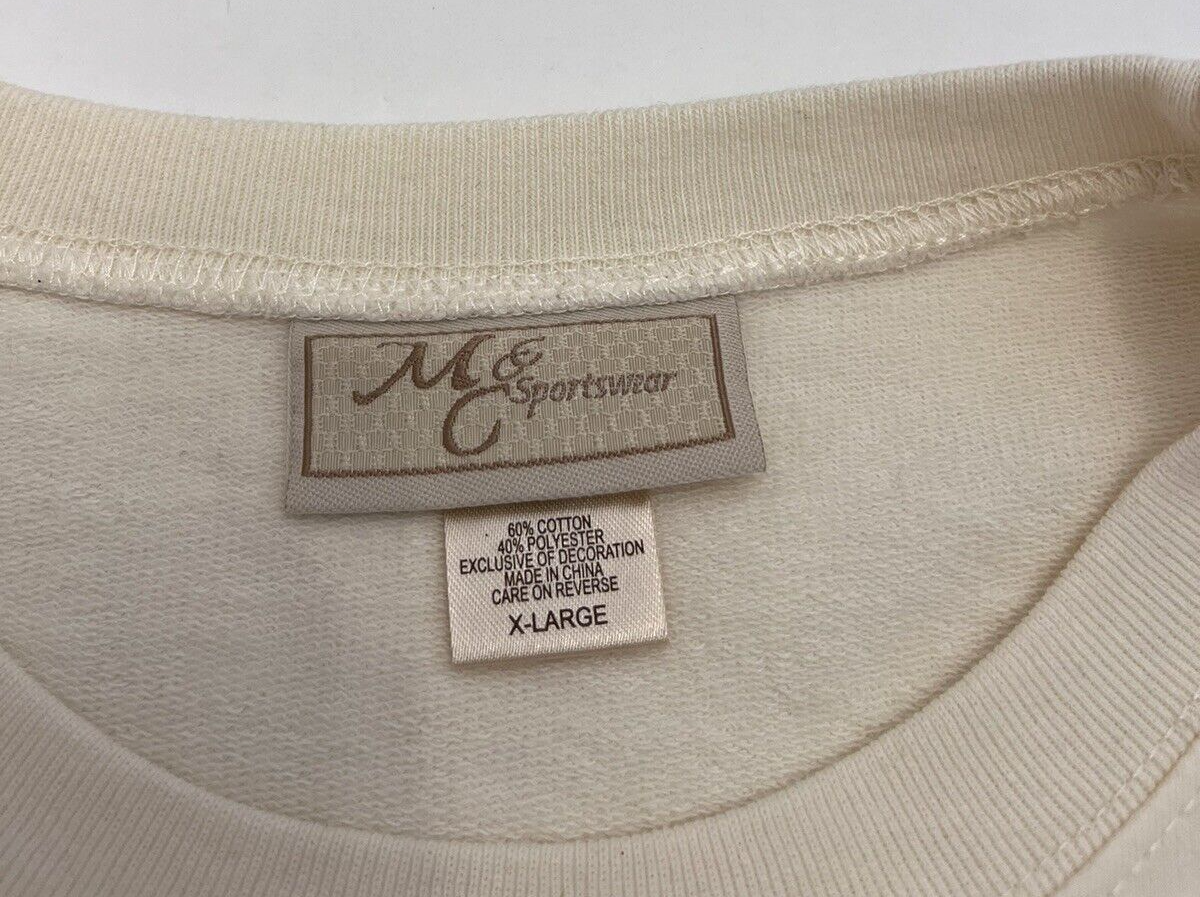 M&C Sportswear
60% COTTON
40% POLYESTER
EXCLUSIVE OF DECORATION
MADE IN CHINA
CARE ON REVERSE
X-LARGE